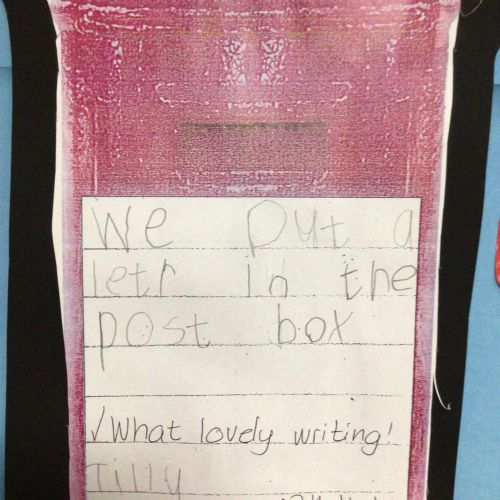 We put a
letr in the
post box
✓ What lovely writing!
Tilly